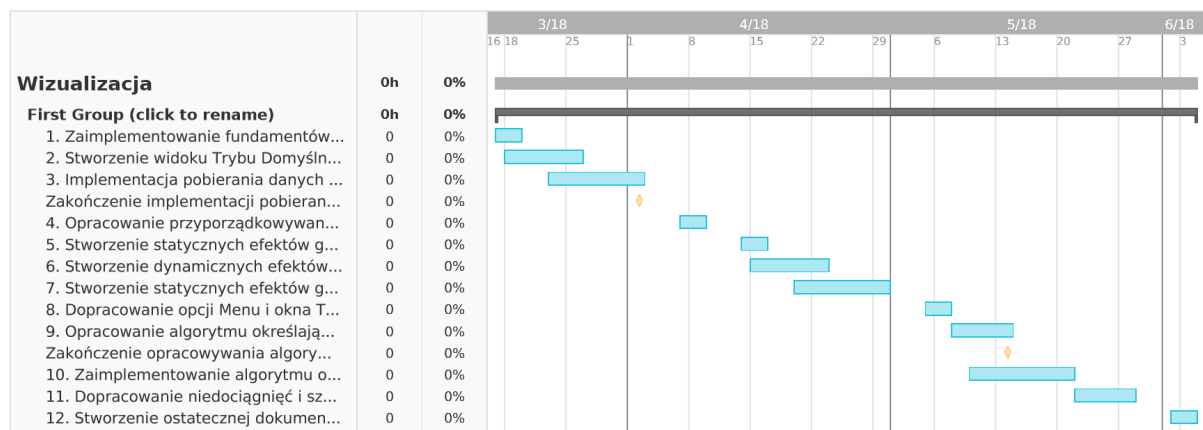 3/18 4/18 5/18 6/18
16 18 25 1 8 15 22 29 6 13 20 27 3
Wizualizacja 0h 0%
First Group (click to rename) 0h 0%
1. Zaimplementowanie fundamentów... 0 0%
2. Stworzenie widoku Trybu Domyśln... 0 0%
3. Implementacja pobierania danych ... 0 0%
Zakończenie implementacji pobieran... 0 0%
4. Opracowanie przyporządkowywan... 0 0%
5. Stworzenie statycznych efektów g... 0 0%
6. Stworzenie dynamicznych efektów... 0 0%
7. Stworzenie statycznych efektów g... 0 0%
8. Dopracowanie opcji Menu i okna T... 0 0%
9. Opracowanie algorytmu określają... 0 0%
Zakończenie opracowywania algory... 0 0%
10. Zaimplementowanie algorytmu o... 0 0%
11. Dopracowanie niedociągnięć i sz... 0 0%
12. Stworzenie ostatecznej dokumen... 0 0%